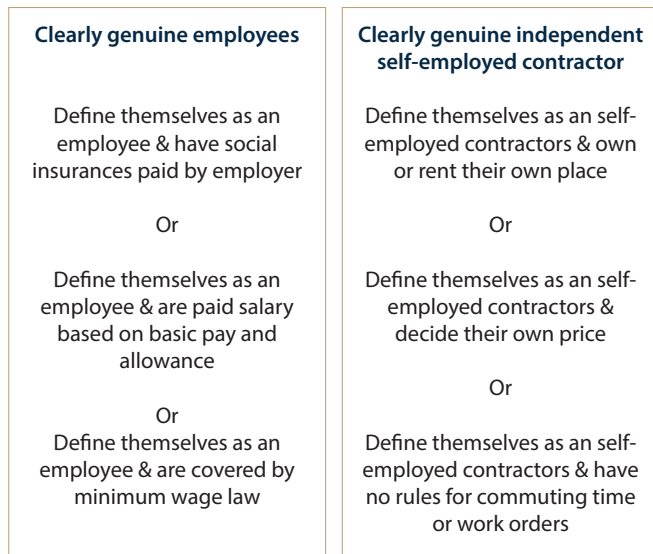 Clearly genuine employees
Define themselves as an
employee & have social
insurances paid by employer
Or
Define themselves as an
employee & are paid salary
based on basic pay and
allowance
Or
Define themselves as an
employee & are covered by
minimum wage law
Clearly genuine independent
self-employed contractor
Define themselves as an self-
employed contractors & own
or rent their own place
Or
Define themselves as an self-
employed contractors &
decide their own price
Or
Define themselves as an self-
employed contractors & have
no rules for commuting time
or work orders